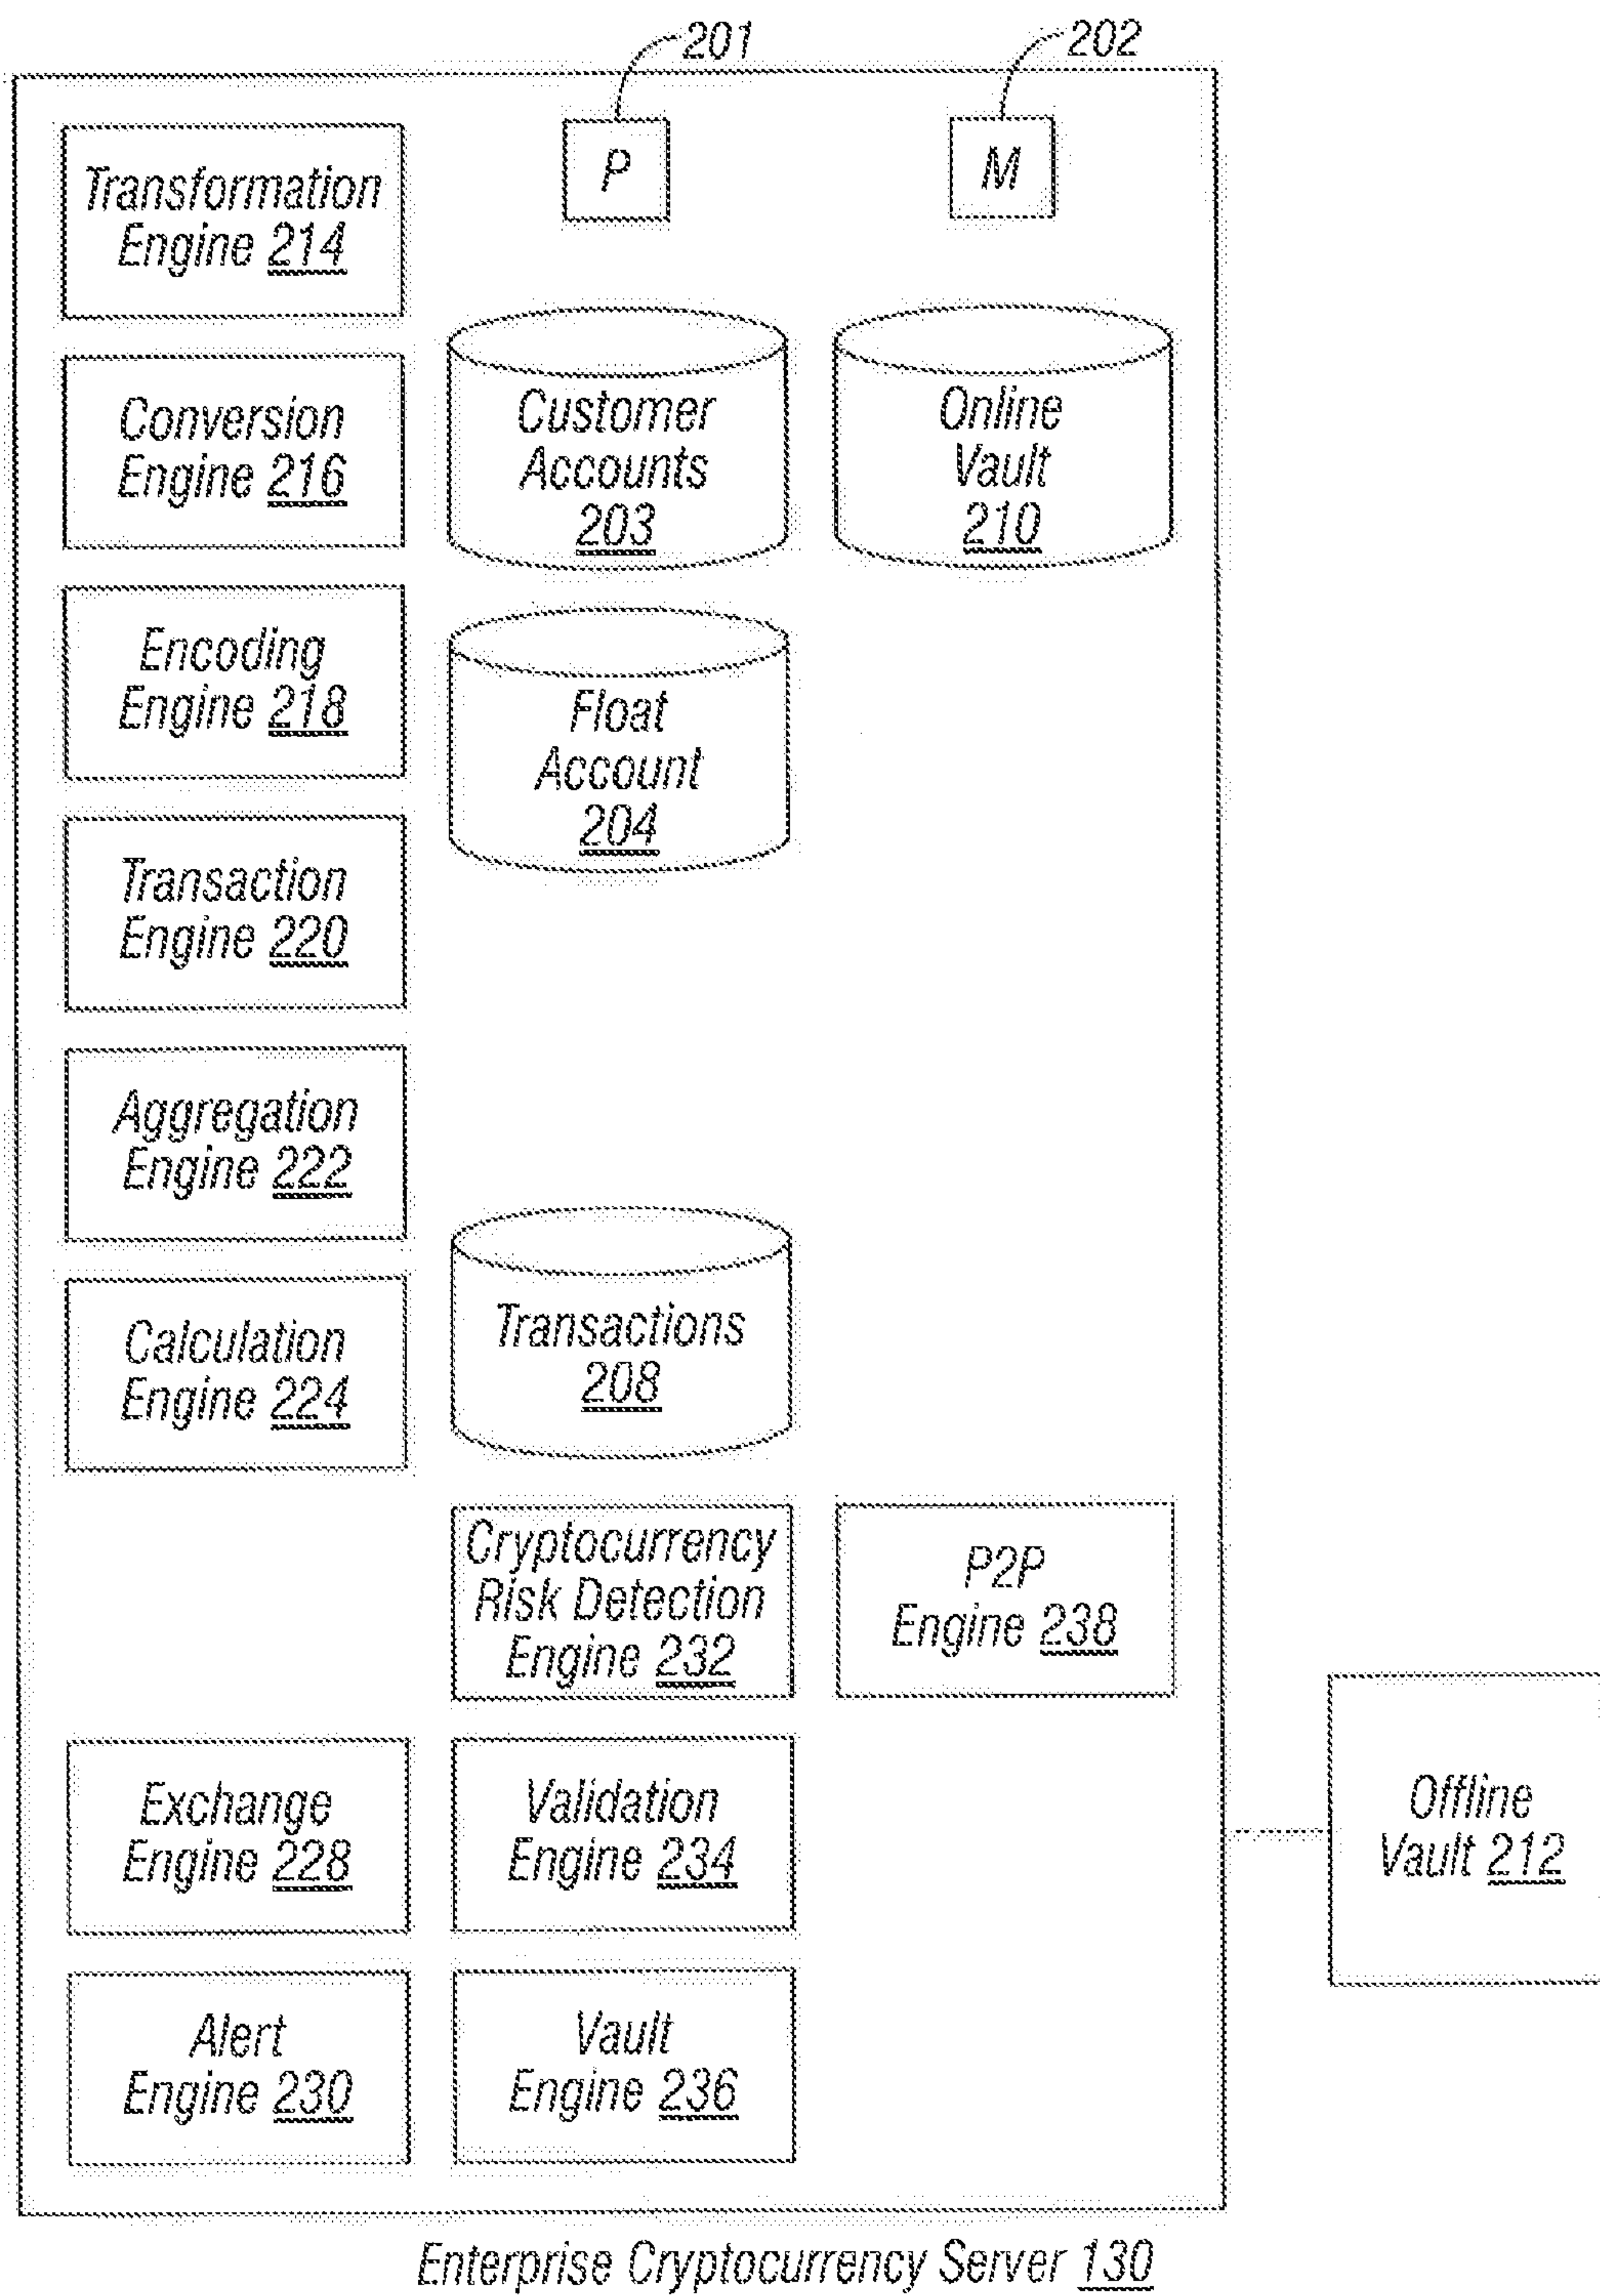 201
202
P
M
Transformation
Engine 214
Conversion
Engine 216
Customer
Accounts
203
Online
Vault
210
Encoding
Engine 218
Float
Account
204
Transaction
Engine 220
Aggregation
Engine 222
Calculation
Engine 224
Transactions
208
Cryptocurrency
Risk Detection
Engine 232
P2P
Engine 238
Exchange
Engine 228
Validation
Engine 234
Offline
Vault 212
Alert
Engine 230
Vault
Engine 236
Enterprise Cryptocurrency Server 130